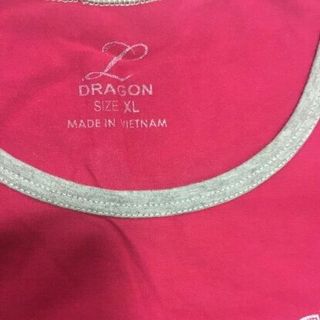 L
DRAGON
SIZE XL
MADE IN VIETNAM